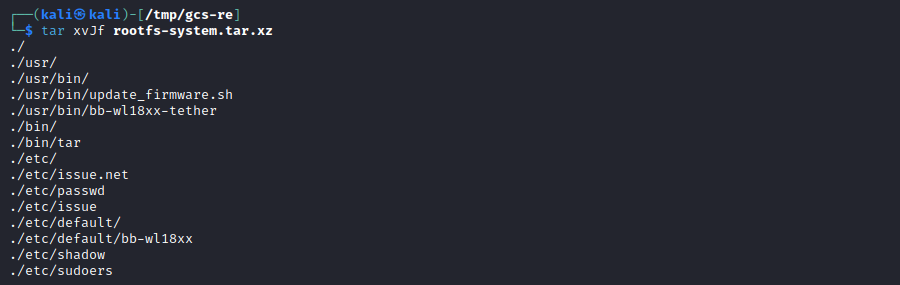 ┌──(kali㉿kali)-[/tmp/gcs-re]
└─$ tar xvJf rootfs-system.tar.xz
./
./usr/
./usr/bin/
./usr/bin/update_firmware.sh
./usr/bin/bb-wl18xx-tether
./bin/
./bin/tar
./etc/
./etc/issue.net
./etc/passwd
./etc/issue
./etc/default/
./etc/default/bb-wl18xx
./etc/shadow
./etc/sudoers